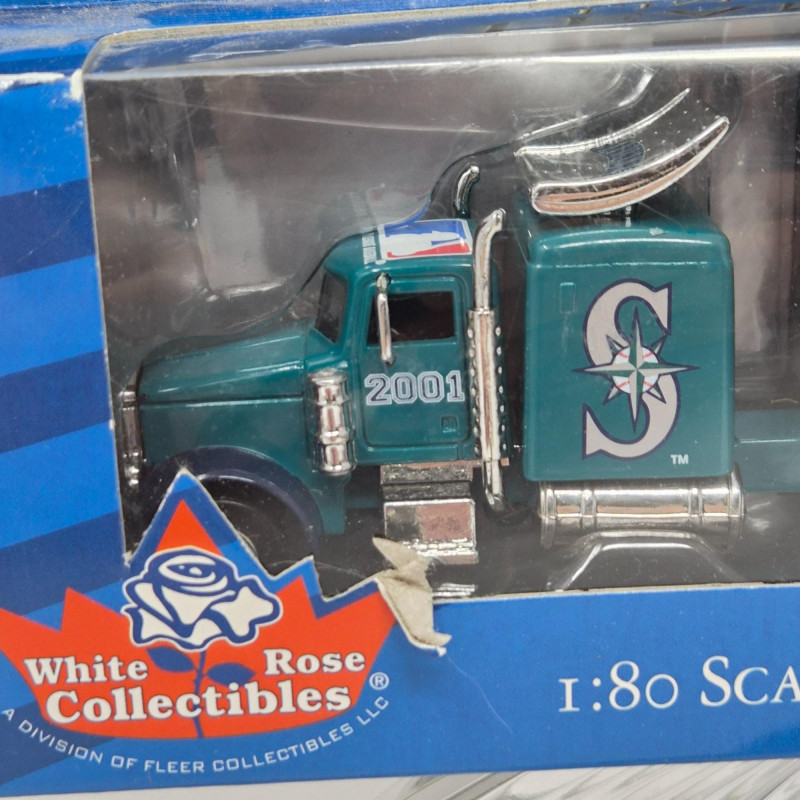 2001
S
TM
White Rose
Collectibles®
A DIVISION OF FLEER COLLECTIBLES LLC
1:80 SCA